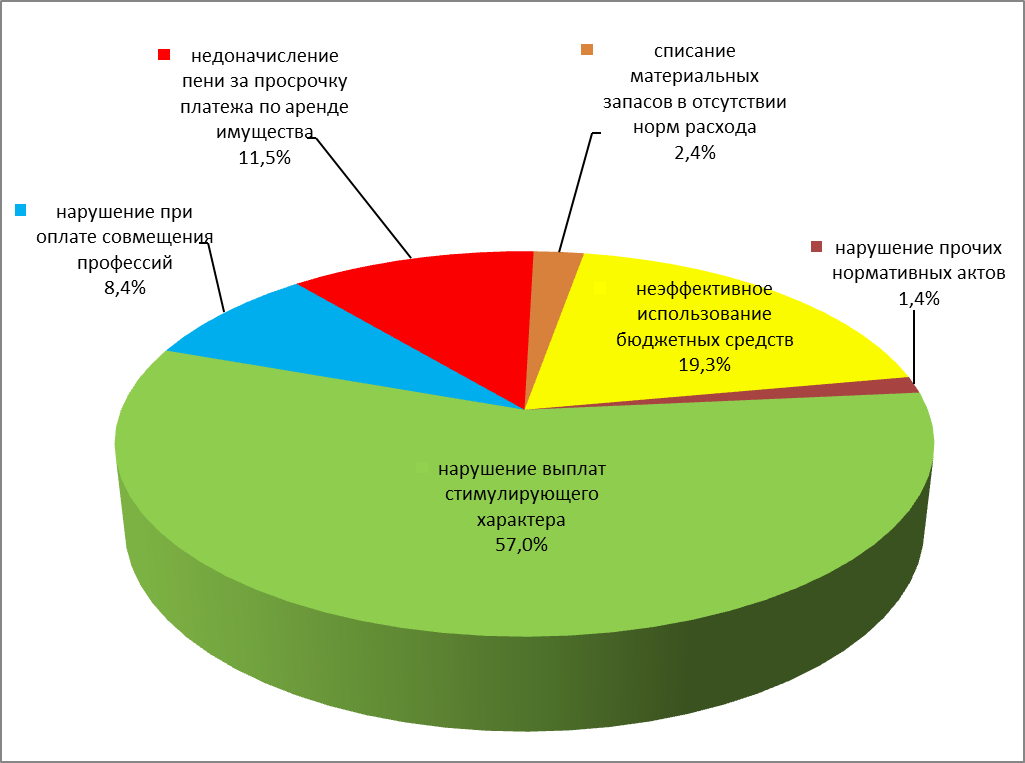 недоначисление
пени за просрочку
платежа по аренде
имущества
11,5%
списание
материальных
запасов в отсутствии
норм расхода
2,4%
нарушение при
оплате совмещения
профессий
8,4%
нарушение прочих
нормативных актов
1,4%
неэффективное
использование
бюджетных средств
19,3%
нарушение выплат
стимулирующего
характера
57,0%